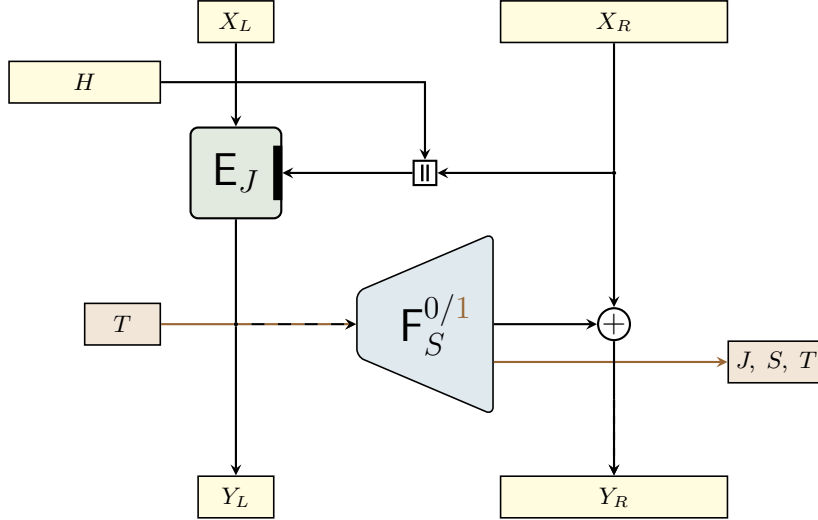 X_L
X_R
H
E_J
||
T
F_S^{0/1}
+
J, S, T
Y_L
Y_R